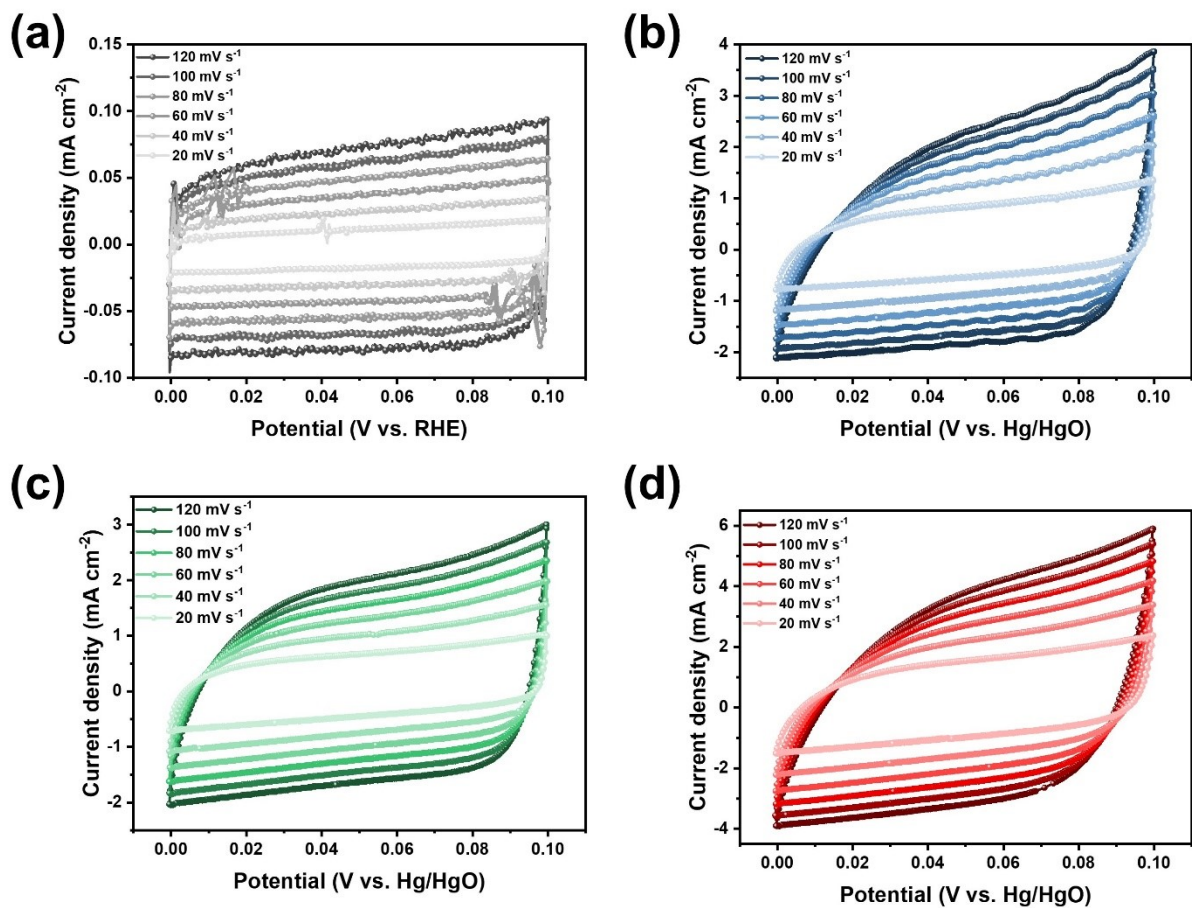 (a)
0.15
0.10
0.05
0.00
-0.05
-0.10
Current density (mA cm⁻²)
120 mV s⁻¹
100 mV s⁻¹
80 mV s⁻¹
60 mV s⁻¹
40 mV s⁻¹
20 mV s⁻¹
0.00 0.02 0.04 0.06 0.08 0.10
Potential (V vs. RHE)
(b)
4
3
2
1
0
-1
-2
Current density (mA cm⁻²)
120 mV s⁻¹
100 mV s⁻¹
80 mV s⁻¹
60 mV s⁻¹
40 mV s⁻¹
20 mV s⁻¹
0.00 0.02 0.04 0.06 0.08 0.10
Potential (V vs. Hg/HgO)
(c)
3
2
1
0
-1
-2
Current density (mA cm⁻²)
120 mV s⁻¹
100 mV s⁻¹
80 mV s⁻¹
60 mV s⁻¹
40 mV s⁻¹
20 mV s⁻¹
0.00 0.02 0.04 0.06 0.08 0.10
Potential (V vs. Hg/HgO)
(d)
6
4
2
0
-2
-4
Current density (mA cm⁻²)
120 mV s⁻¹
100 mV s⁻¹
80 mV s⁻¹
60 mV s⁻¹
40 mV s⁻¹
20 mV s⁻¹
0.00 0.02 0.04 0.06 0.08 0.10
Potential (V vs. Hg/HgO)